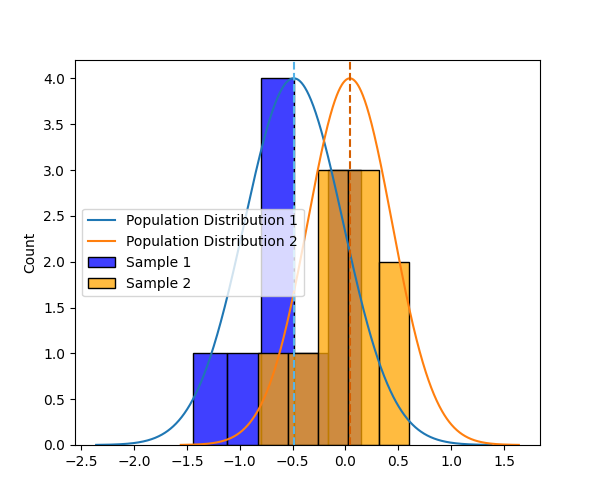 4.0
3.5
3.0
2.5
2.0
1.5
1.0
0.5
0.0
Count
Population Distribution 1
Population Distribution 2
Sample 1
Sample 2
−2.5 −2.0 −1.5 −1.0 −0.5 0.0 0.5 1.0 1.5